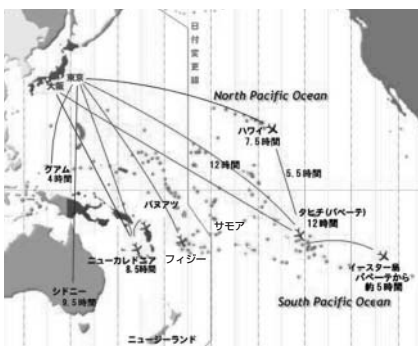 日付変更線
東京
大阪
North Pacific Ocean
ハワイ
7.5時間
12時間
5.5時間
グアム
4時間
バヌアツ
サモア
タヒチ(パペーテ)
12時間
ニューカレドニア
8.5時間
フィジー
イースター島
パペーテから
約5時間
シドニー
9.5時間
South Pacific Ocean
ニュージーランド